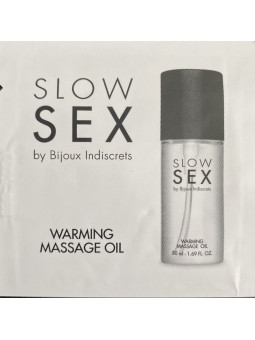 SLOW
SEX
by Bijoux Indiscrets
WARMING
MASSAGE OIL
SLOW
SEX
by Bijoux Indiscrets
WARMING
MASSAGE OIL
50 ml · 1.69 FL. OZ